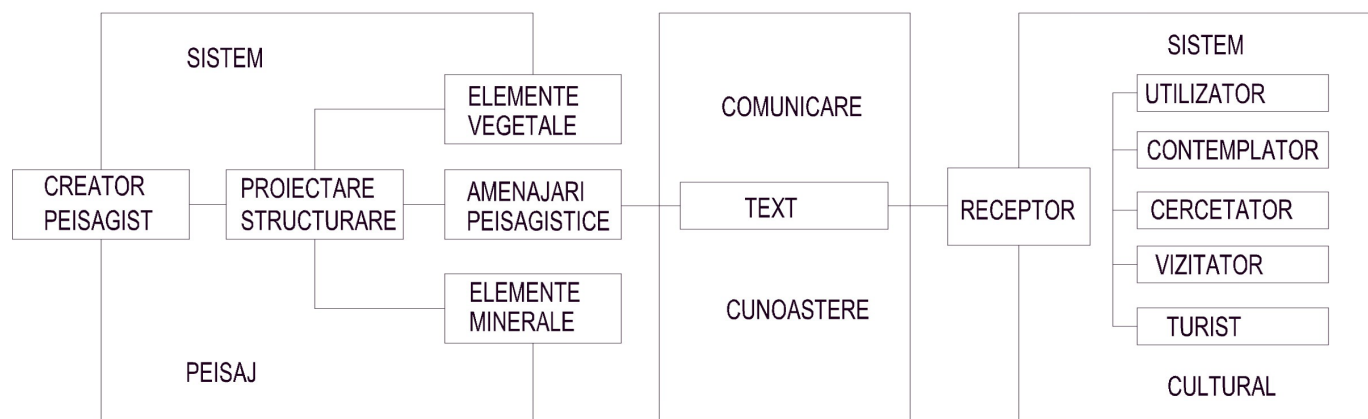 SISTEM
ELEMENTE
VEGETALE
CREATOR
PEISAGIST
PROIECTARE
STRUCTURARE
AMENAJARI
PEISAGISTICE
ELEMENTE
MINERALE
PEISAJ
COMUNICARE
TEXT
CUNOASTERE
RECEPTOR
SISTEM
UTILIZATOR
CONTEMPLATOR
CERCETATOR
VIZITATOR
TURIST
CULTURAL